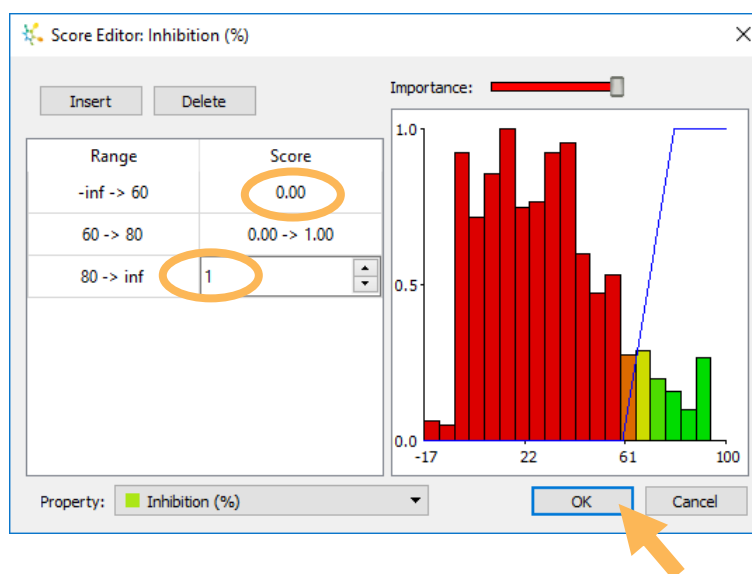 Score Editor: Inhibition (%)
Insert Delete
Importance:
Range Score
-inf -> 60 0.00
60 -> 80 0.00 -> 1.00
80 -> inf 1
1.0
0.5
0.0
-17 22 61 100
Property: Inhibition (%)
OK Cancel